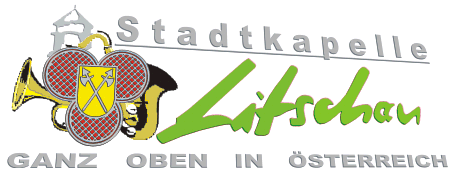 Stadtkapelle
Litschau
GANZ OBEN IN ÖSTERREICH